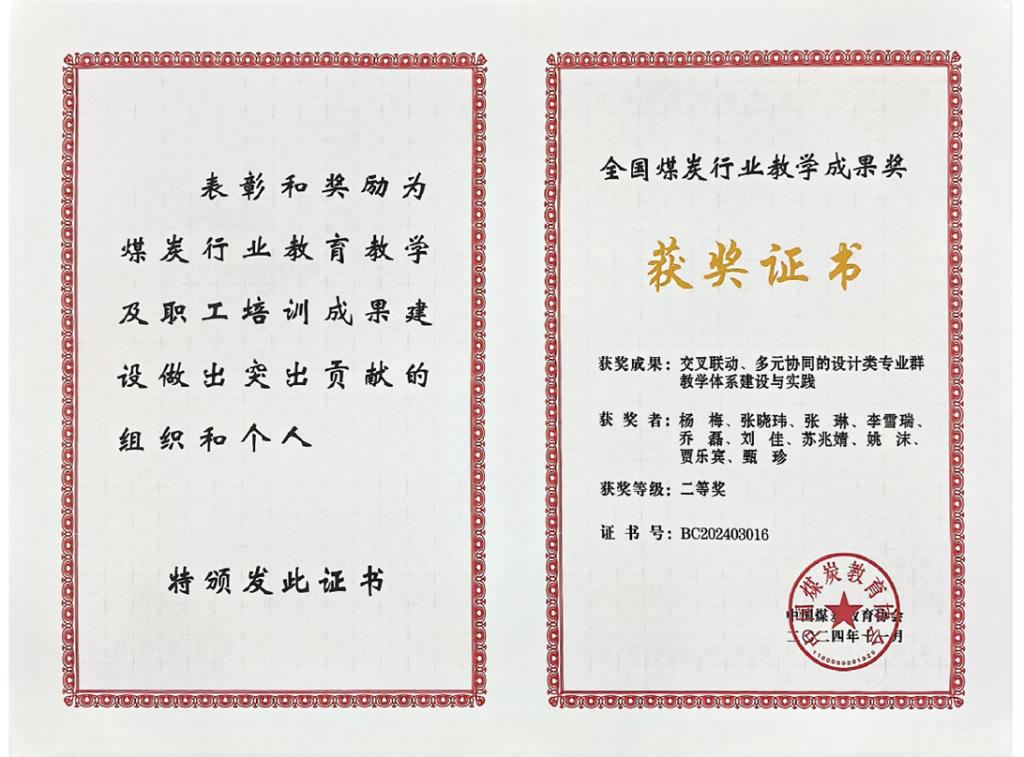 表彰和奖励为
煤炭行业教育教学
及职工培训成果建
设做出突出贡献的
组织和个人
特颁发此证书
全国煤炭行业教学成果奖
获奖证书
获奖成果：交叉联动、多元协同的设计类专业群
教学体系建设与实践
获奖者：杨梅、张晓玮、张琳、李雪瑞、
乔磊、刘佳、苏兆婧、姚沫、
贾乐宾、甄珍
获奖等级：二等奖
证书号：BC202403016
中国煤炭教育协会
二〇二四年十一月
中国煤炭教育协会